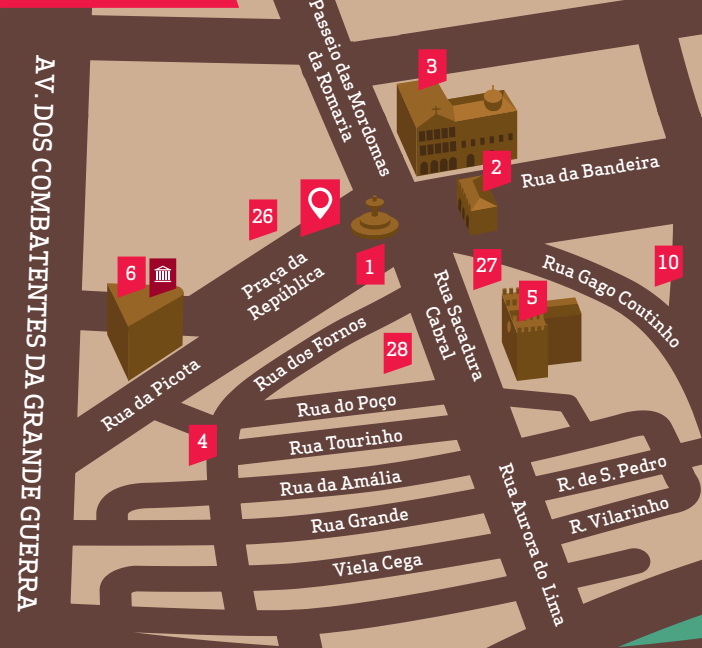 Passeio das Mordomas
da Romaria
3
2
Rua da Bandeira
26
1
27
10
6
5
Praça da
República
Rua Gago Coutinho
Rua Sacadura
Cabral
28
Rua dos Fornos
Rua da Picota
4
Rua do Poço
Rua Tourinho
Rua da Amália
Rua Grande
Viela Cega
R. de S. Pedro
R. Vilarinho
Rua Aurora do Lima
AV. DOS COMBATENTES DA GRANDE GUERRA